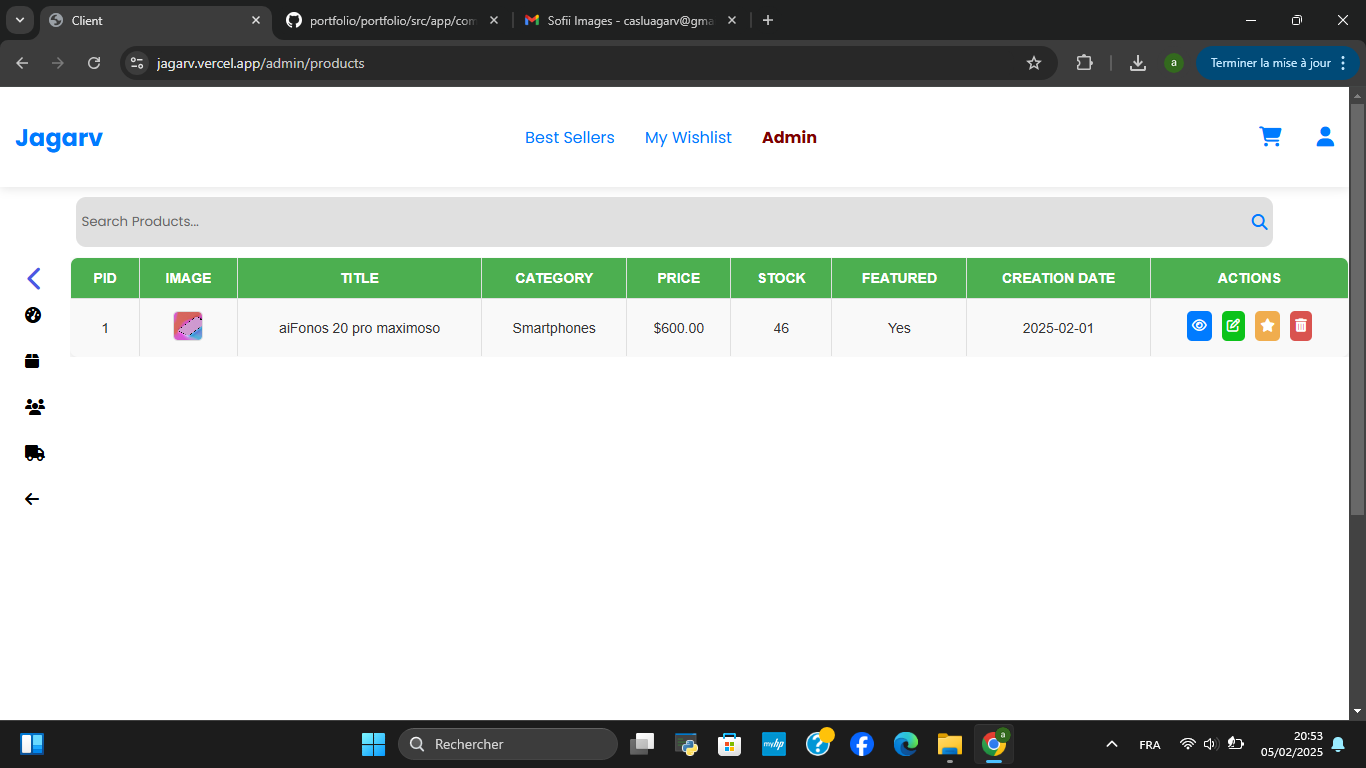 Client
portfolio/portfolio/src/app/com
Sofii Images - casluagarv@gma
jagarv.vercel.app/admin/products
a
Terminer la mise à jour
Jagarv
Best Sellers
My Wishlist
Admin
Search Products...
PID IMAGE TITLE CATEGORY PRICE STOCK FEATURED CREATION DATE ACTIONS
1 aiFonos 20 pro maximoso Smartphones $600.00 46 Yes 2025-02-01
Rechercher
myhp
a
FRA
20:53
05/02/2025